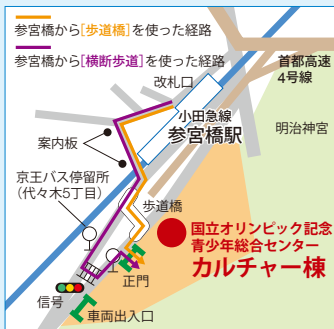 参宮橋から[歩道橋]を使った経路
参宮橋から[横断歩道]を使った経路
改札口
首都高速
4号線
小田急線
参宮橋駅
案内板
明治神宮
京王バス停留所
(代々木5丁目)
歩道橋
国立オリンピック記念
青少年総合センター
カルチャー棟
正門
信号
車両出入口